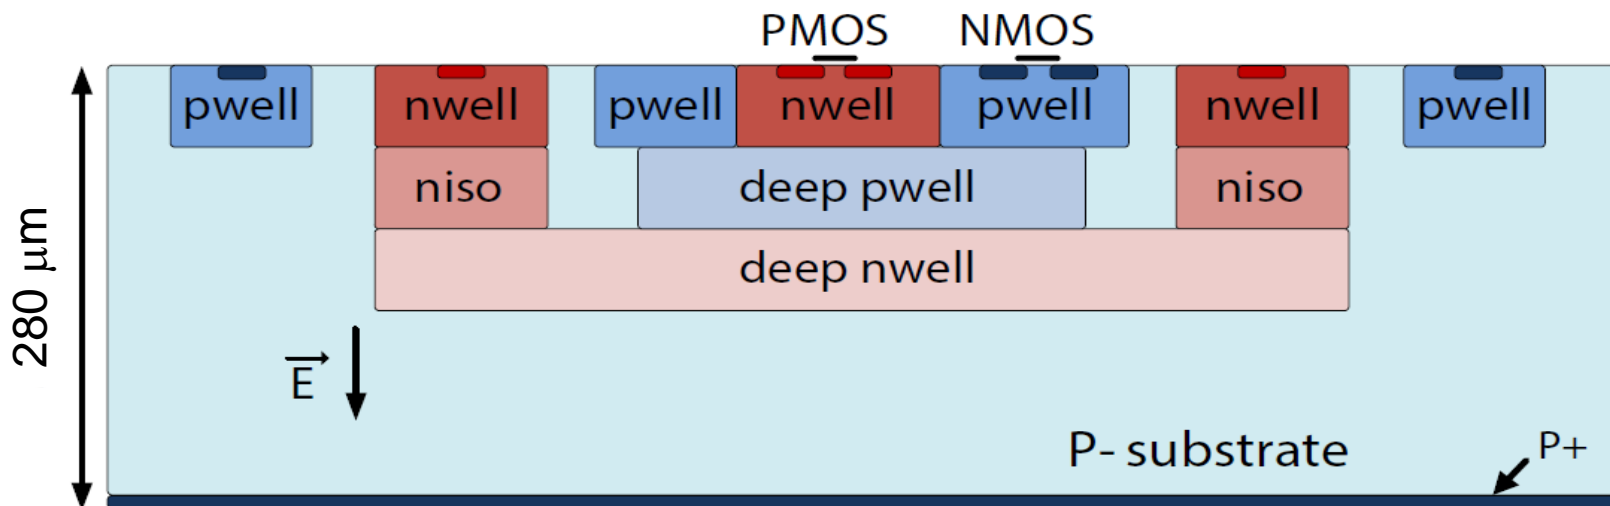 PMOS NMOS
pwell nwell pwell nwell pwell nwell pwell
niso deep pwell niso
deep nwell
280 μm
E
P- substrate
P+